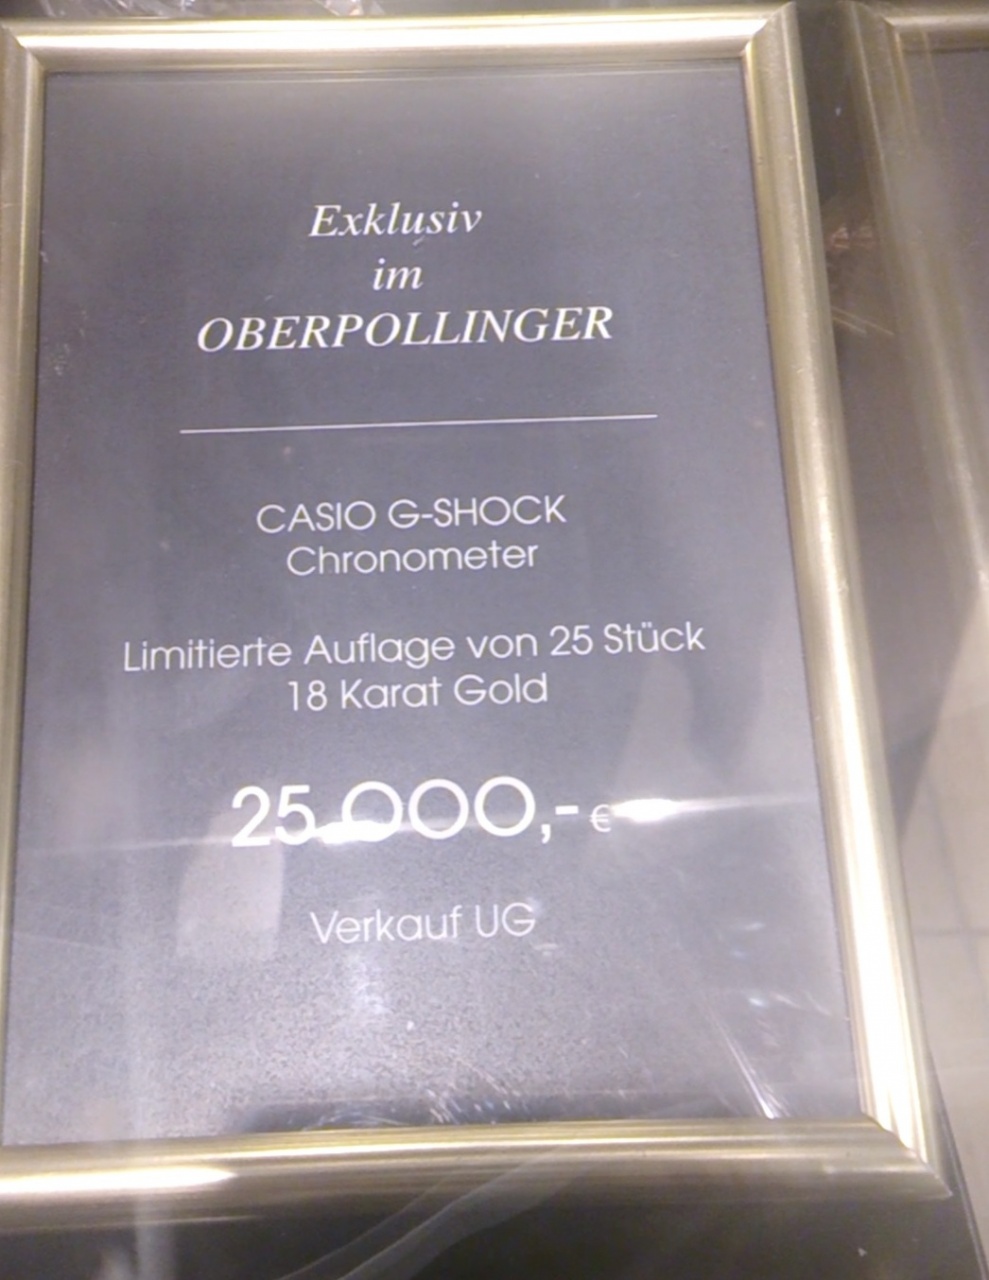 Exklusiv
im
OBERPOLLINGER
CASIO G-SHOCK
Chronometer
Limitierte Auflage von 25 Stück
18 Karat Gold
25.000,- €
Verkauf UG